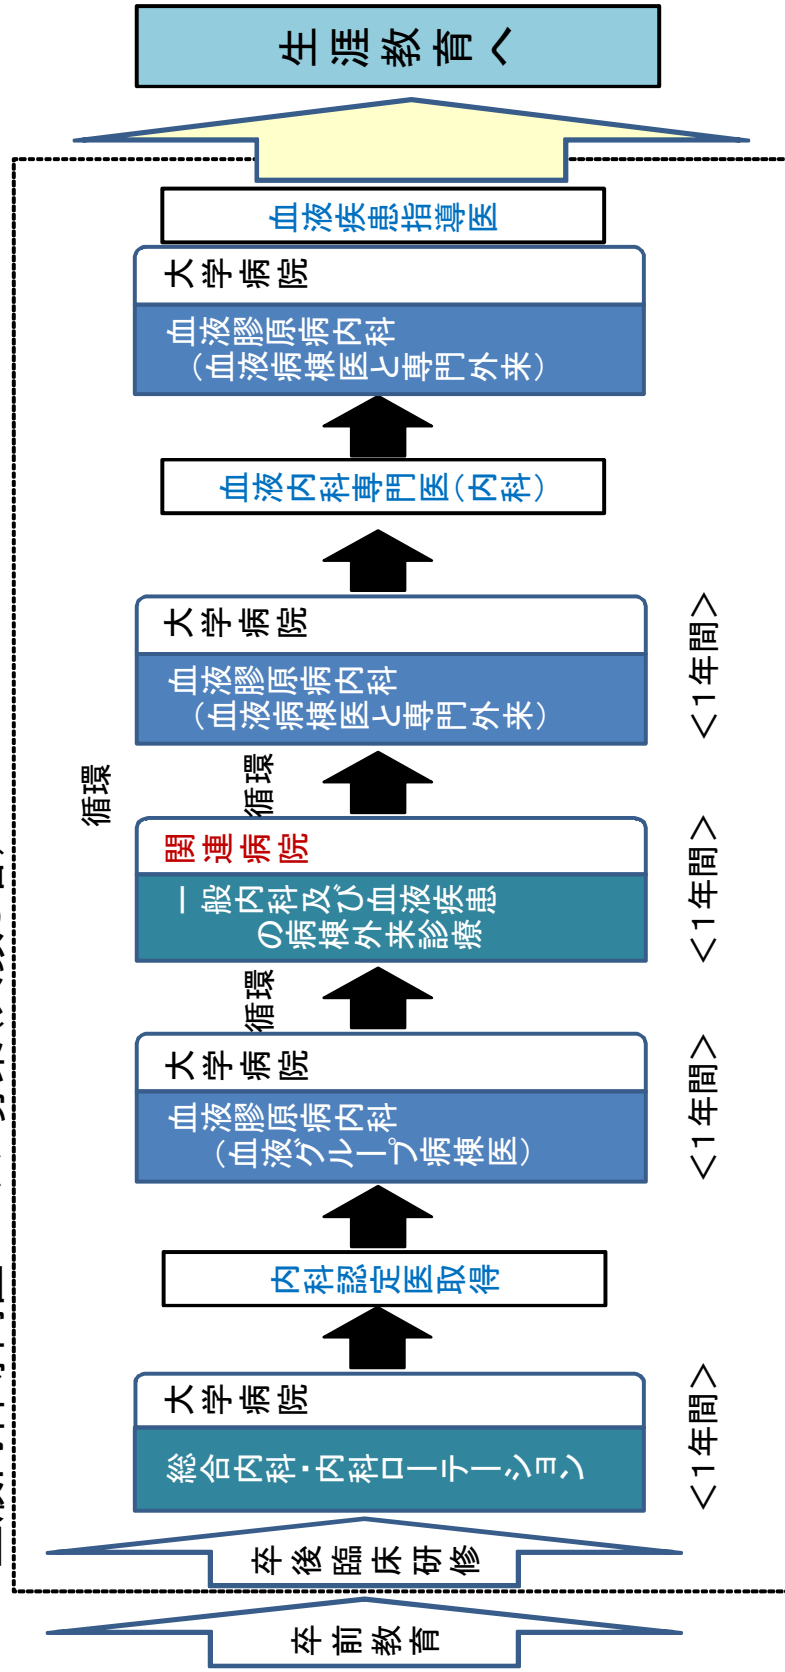 卒前教育
卒後臨床研修
大学病院
総合内科・内科ローテーション
<1年間>
内科認定医取得
大学病院
血液膠原病内科
(血液グループ病棟医)
<1年間>
循環
関連病院
一般内科及び血液疾患
の病棟外来診療
<1年間>
循環
循環
大学病院
血液膠原病内科
(血液病棟医と専門外来)
<1年間>
血液内科専門医(内科)
大学病院
血液膠原病内科
(血液病棟医と専門外来)
血液疾患指導医
生涯教育へ